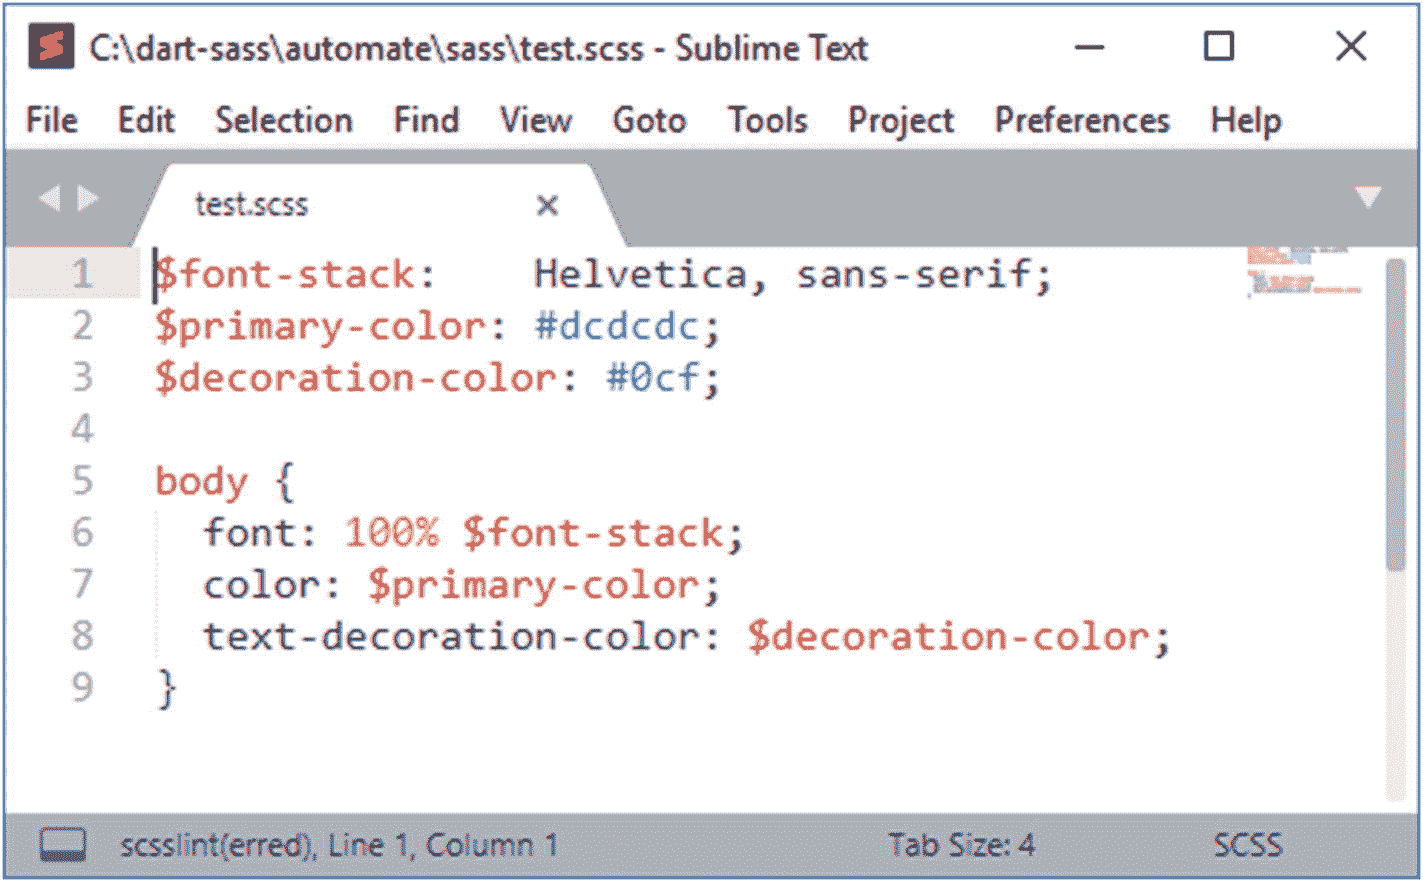 C:\dart-sass\automate\sass\test.scss - Sublime Text
File Edit Selection Find View Goto Tools Project Preferences Help
test.scss
1 $font-stack:    Helvetica, sans-serif;
2 $primary-color: #dcdcdc;
3 $decoration-color: #0cf;
4
5 body {
6   font: 100% $font-stack;
7   color: $primary-color;
8   text-decoration-color: $decoration-color;
9 }
scsslint(erred), Line 1, Column 1 Tab Size: 4 SCSS